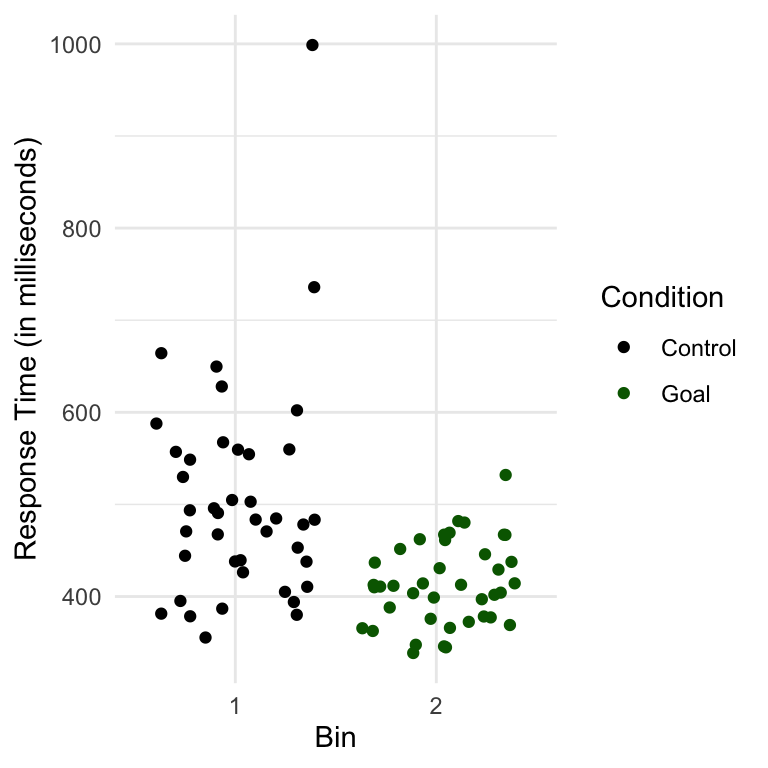 1000
800
600
400
Response Time (in milliseconds)
1
2
Bin
Condition
Control
Goal